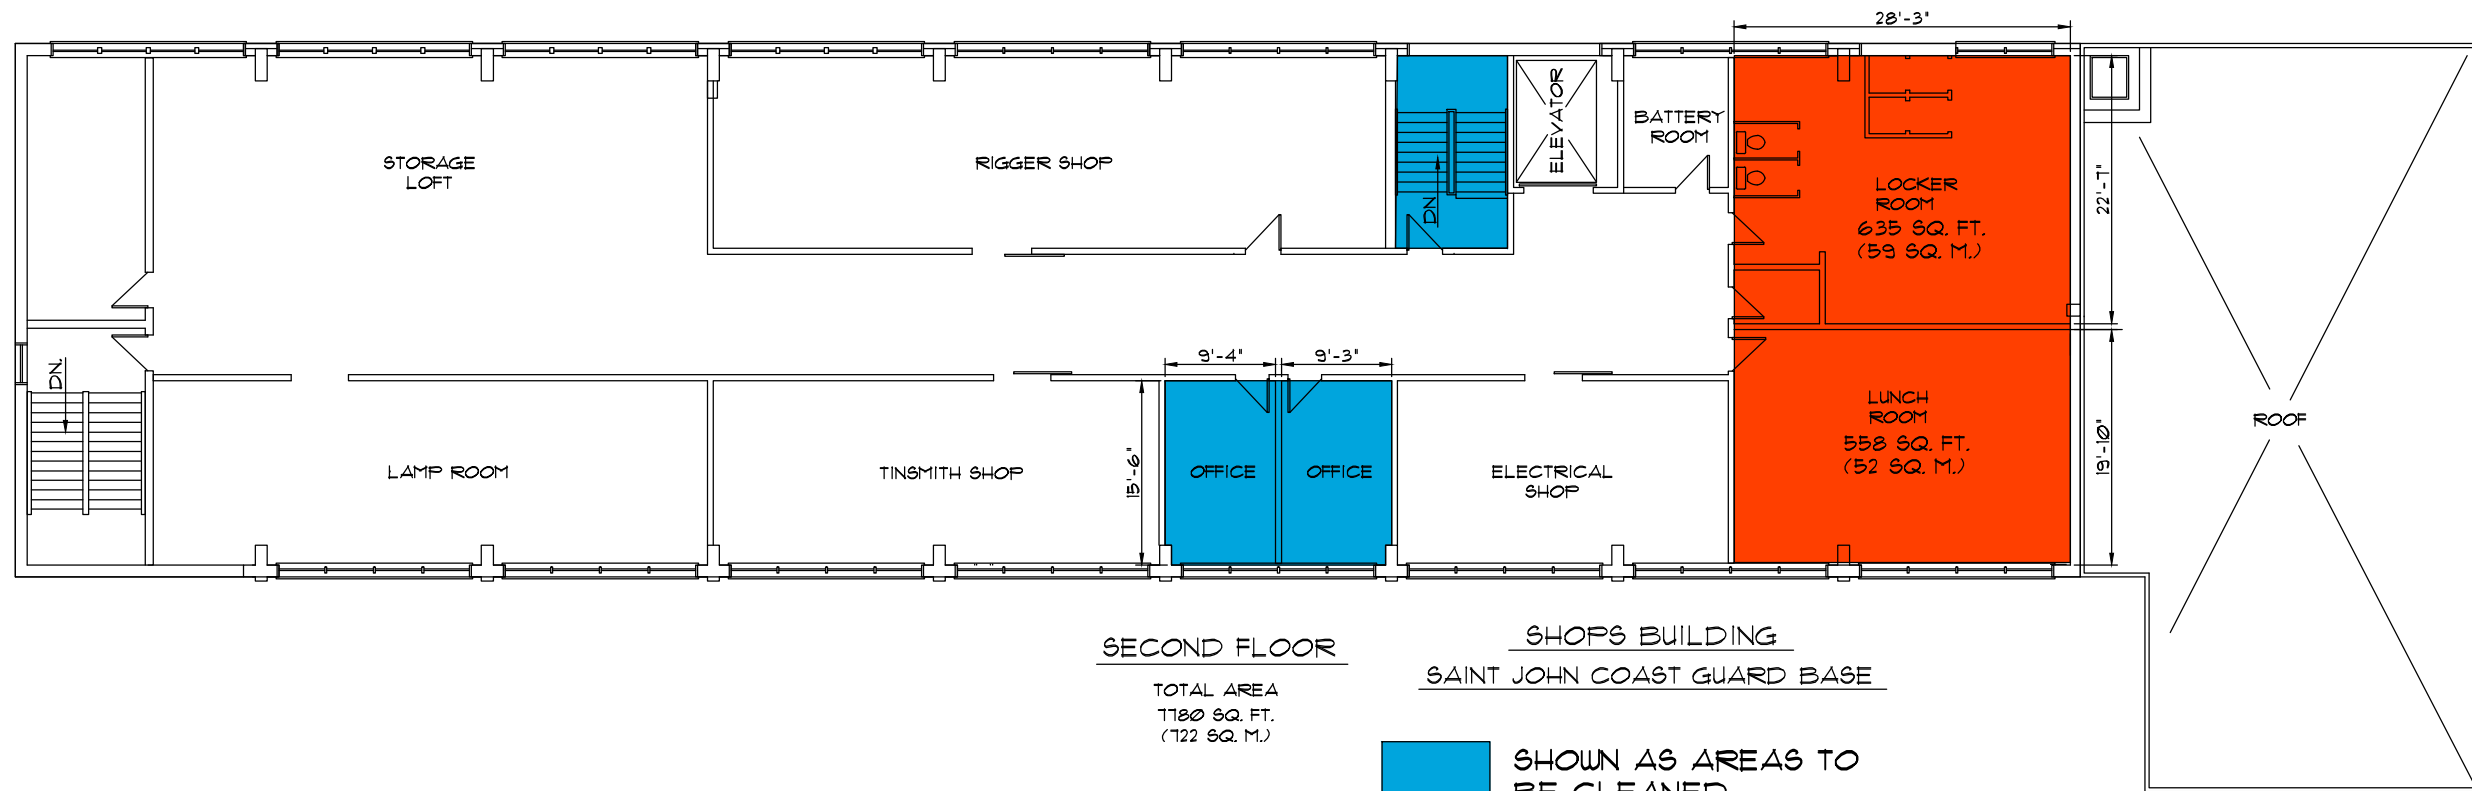 28'-3"
STORAGE
LOFT
RIGGER SHOP
DN
ELEVATOR
BATTERY
ROOM
LOCKER
ROOM
635 SQ. FT.
(59 SQ. M.)
22'-7"
DN.
9'-4"
9'-3"
15'-6"
LAMP ROOM
TINSMITH SHOP
OFFICE
OFFICE
ELECTRICAL
SHOP
LUNCH
ROOM
558 SQ. FT.
(52 SQ. M.)
19'-10"
ROOF
SECOND FLOOR
TOTAL AREA
7780 SQ. FT.
(722 SQ. M.)
SHOPS BUILDING
SAINT JOHN COAST GUARD BASE
SHOWN AS AREAS TO
BE CLEANED